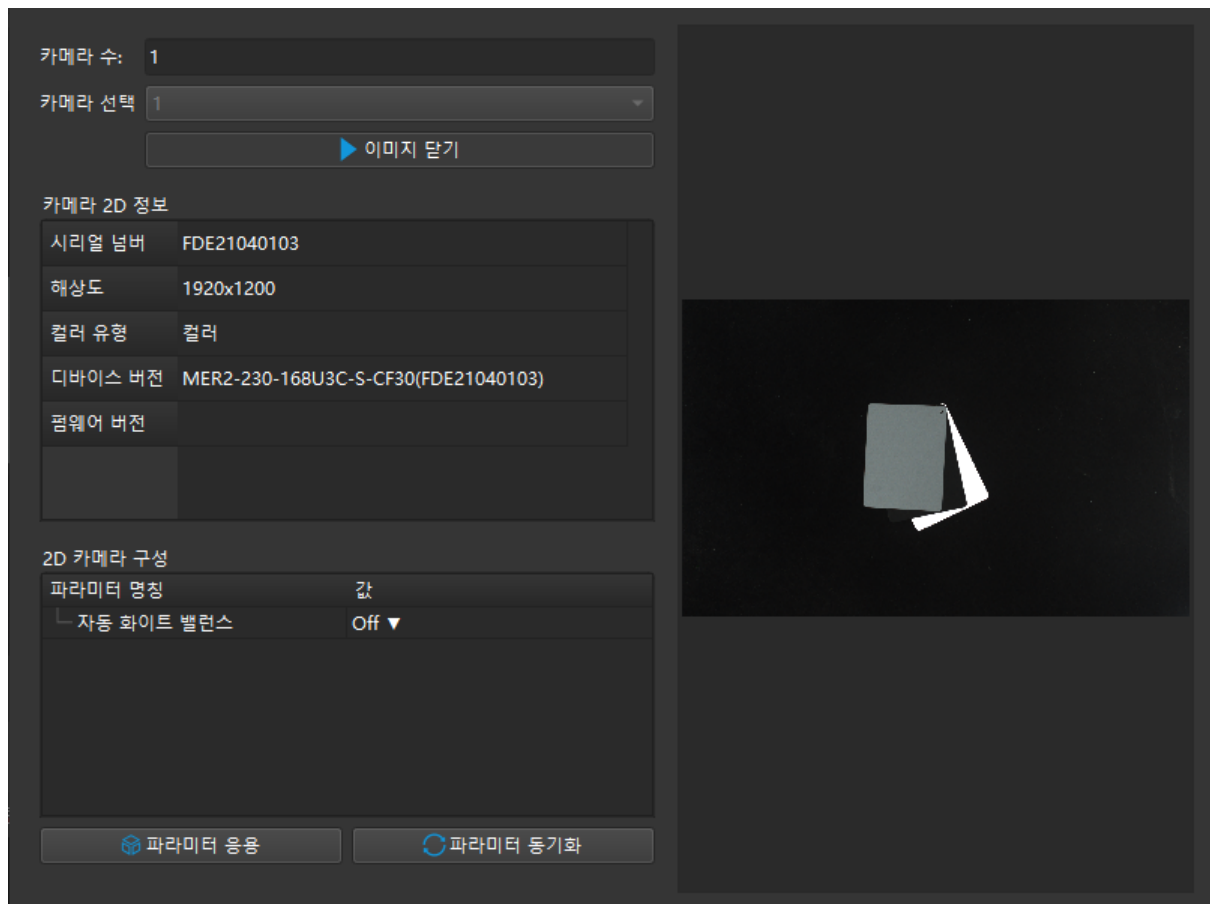 카메라 수: 1
카메라 선택 1
이미지 닫기
카메라 2D 정보
시리얼 넘버 FDE21040103
해상도 1920x1200
컬러 유형 컬러
디바이스 버전 MER2-230-168U3C-S-CF30(FDE21040103)
펌웨어 버전
2D 카메라 구성
파라미터 명칭 값
자동 화이트 밸런스 Off ▼
파라미터 응용 파라미터 동기화